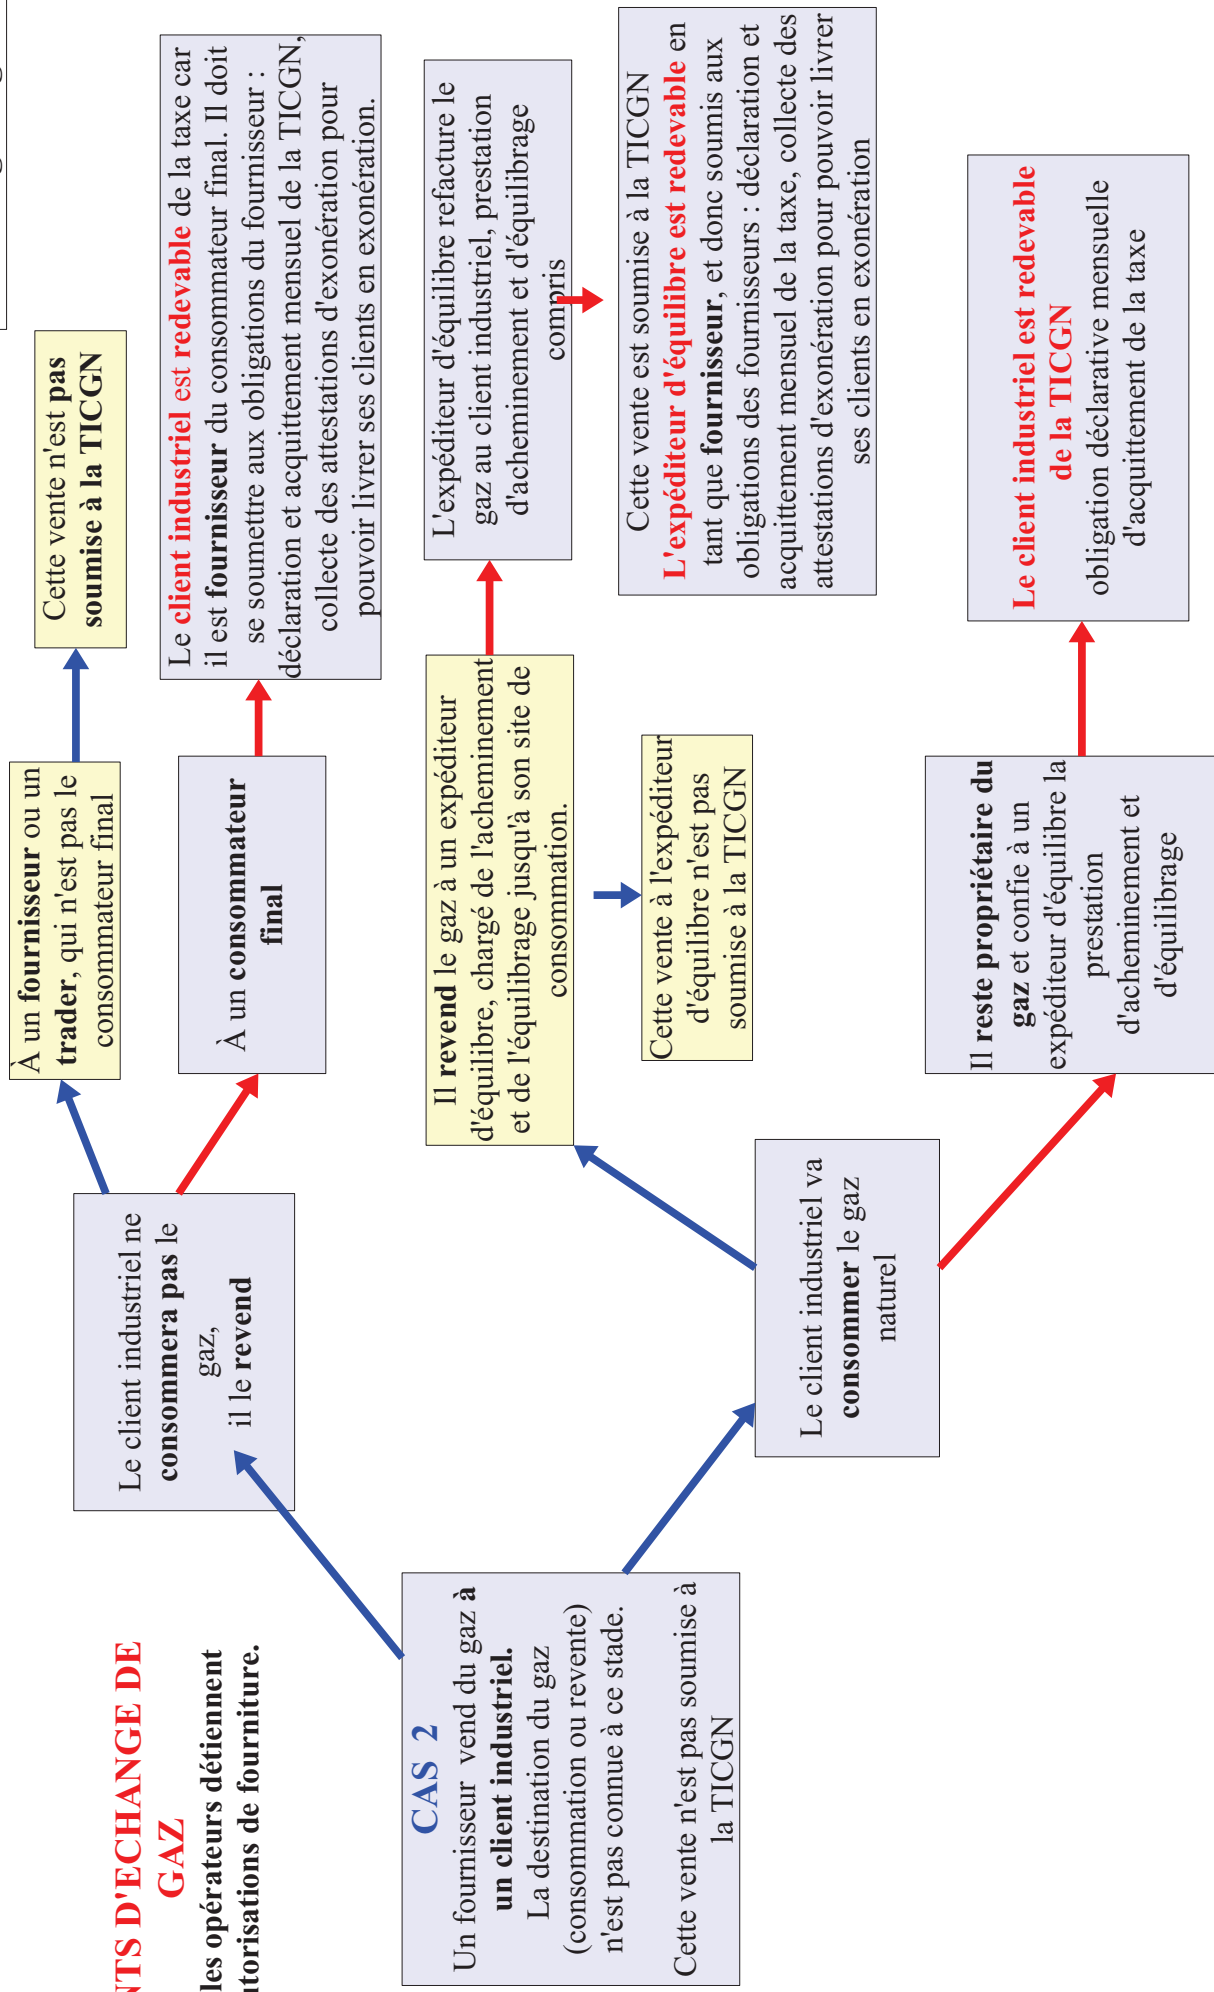 NTS D'ECHANGE DE
GAZ
les opérateurs détiennent
utorisations de fourniture.
CAS 2
Un fournisseur vend du gaz à
un client industriel.
La destination du gaz
(consommation ou revente)
n'est pas connue à ce stade.
Cette vente n'est pas soumise à
la TICGN
Le client industriel ne
consommera pas le
gaz,
il le revend
À un fournisseur ou un
trader, qui n'est pas le
consommateur final
Cette vente n'est pas
soumise à la TICGN
À un consommateur
final
Le client industriel est redevable de la taxe car
il est fournisseur du consommateur final. Il doit
se soumettre aux obligations du fournisseur :
déclaration et acquittement mensuel de la TICGN,
collecte des attestations d'exonération pour
pouvoir livrer ses clients en exonération.
Le client industriel va
consommer le gaz
naturel
Il revend le gaz à un expéditeur
d'équilibre, chargé de l'acheminement
et de l'équilibrage jusqu'à son site de
consommation.
Cette vente à l'expéditeur
d'équilibre n'est pas
soumise à la TICGN
L'expéditeur d'équilibre refacture le
gaz au client industriel, prestation
d'acheminement et d'équilibrage
compris
Cette vente est soumise à la TICGN
L'expéditeur d'équilibre est redevable en
tant que fournisseur, et donc soumis aux
obligations des fournisseurs : déclaration et
acquittement mensuel de la taxe, collecte des
attestations d'exonération pour pouvoir livrer
ses clients en exonération
Il reste propriétaire du
gaz et confie à un
expéditeur d'équilibre la
prestation
d'acheminement et
d'équilibrage
Le client industriel est redevable
de la TICGN
obligation déclarative mensuelle
d'acquittement de la taxe